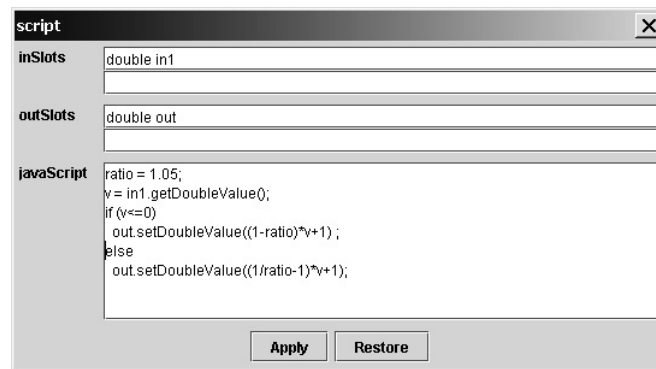 script
inSlots
double in1
outSlots
double out
javaScript
ratio = 1.05;
v = in1.getDoubleValue();
if (v<=0)
  out.setDoubleValue((1-ratio)*v+1) ;
else
  out.setDoubleValue((1/ratio-1)*v+1);
Apply
Restore